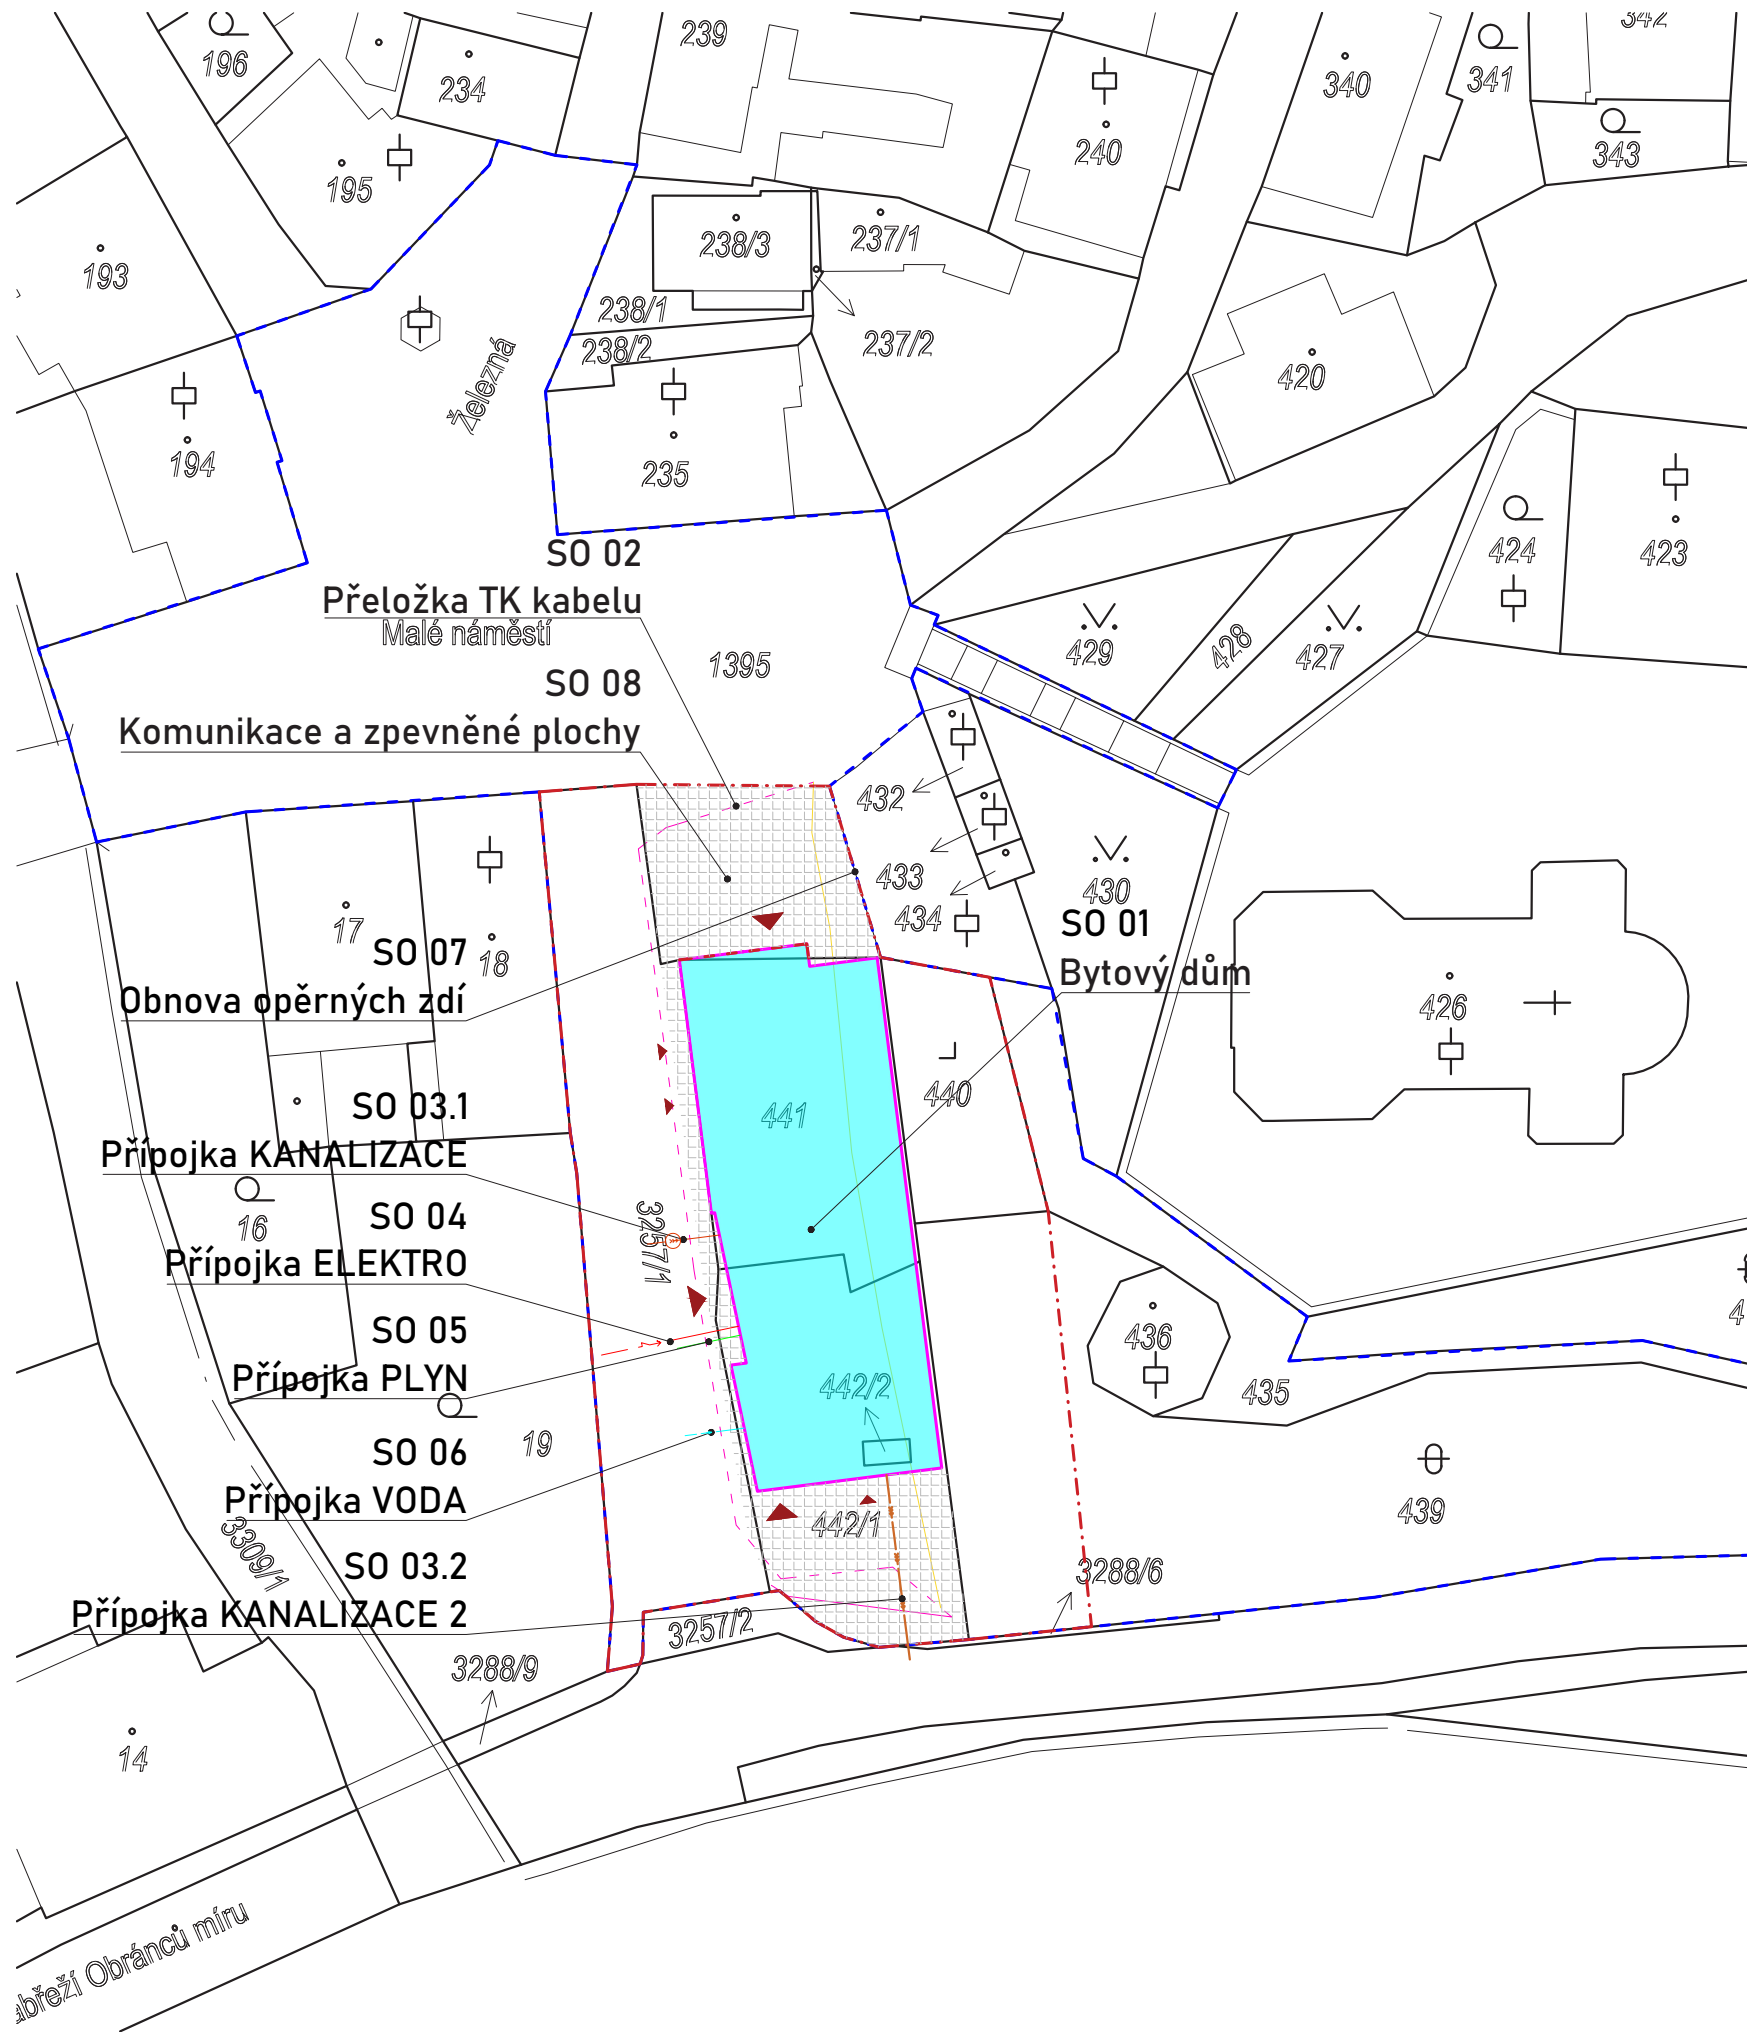 239
342
196
234
340
341
240
343
195
193
238/3
237/1
238/1
237/2
238/2
Železná
420
194
235
424
423
SO 02
Přeložka TK kabelu
Malé náměstí
1395
429
428
427
SO 08
Komunikace a zpevněné plochy
432
433
430
434
SO 01
Bytový dům
17
18
SO 07
Obnova opěrných zdí
426
440
441
SO 03.1
Přípojka KANALIZACE
16
SO 04
Přípojka ELEKTRO
3257/1
4
436
SO 05
Přípojka PLYN
442/2
435
19
SO 06
Přípojka VODA
439
442/1
3309/1
SO 03.2
Přípojka KANALIZACE 2
3288/6
3257/2
3288/9
14
abřeží Obránců míru